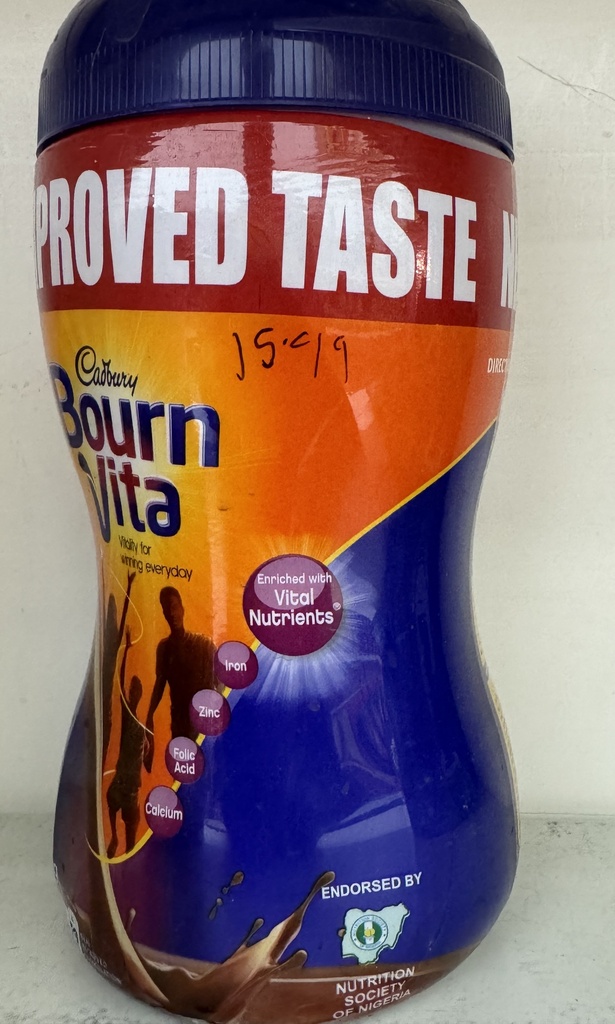 PROVED TASTE N
15.49
DIREC
Cadbury
Bourn
Vita
Vitality for
winning everyday
Enriched with
Vital
Nutrients®
Iron
Zinc
Folic
Acid
Calcium
ENDORSED BY
NUTRITION
SOCIETY
OF NIGERIA